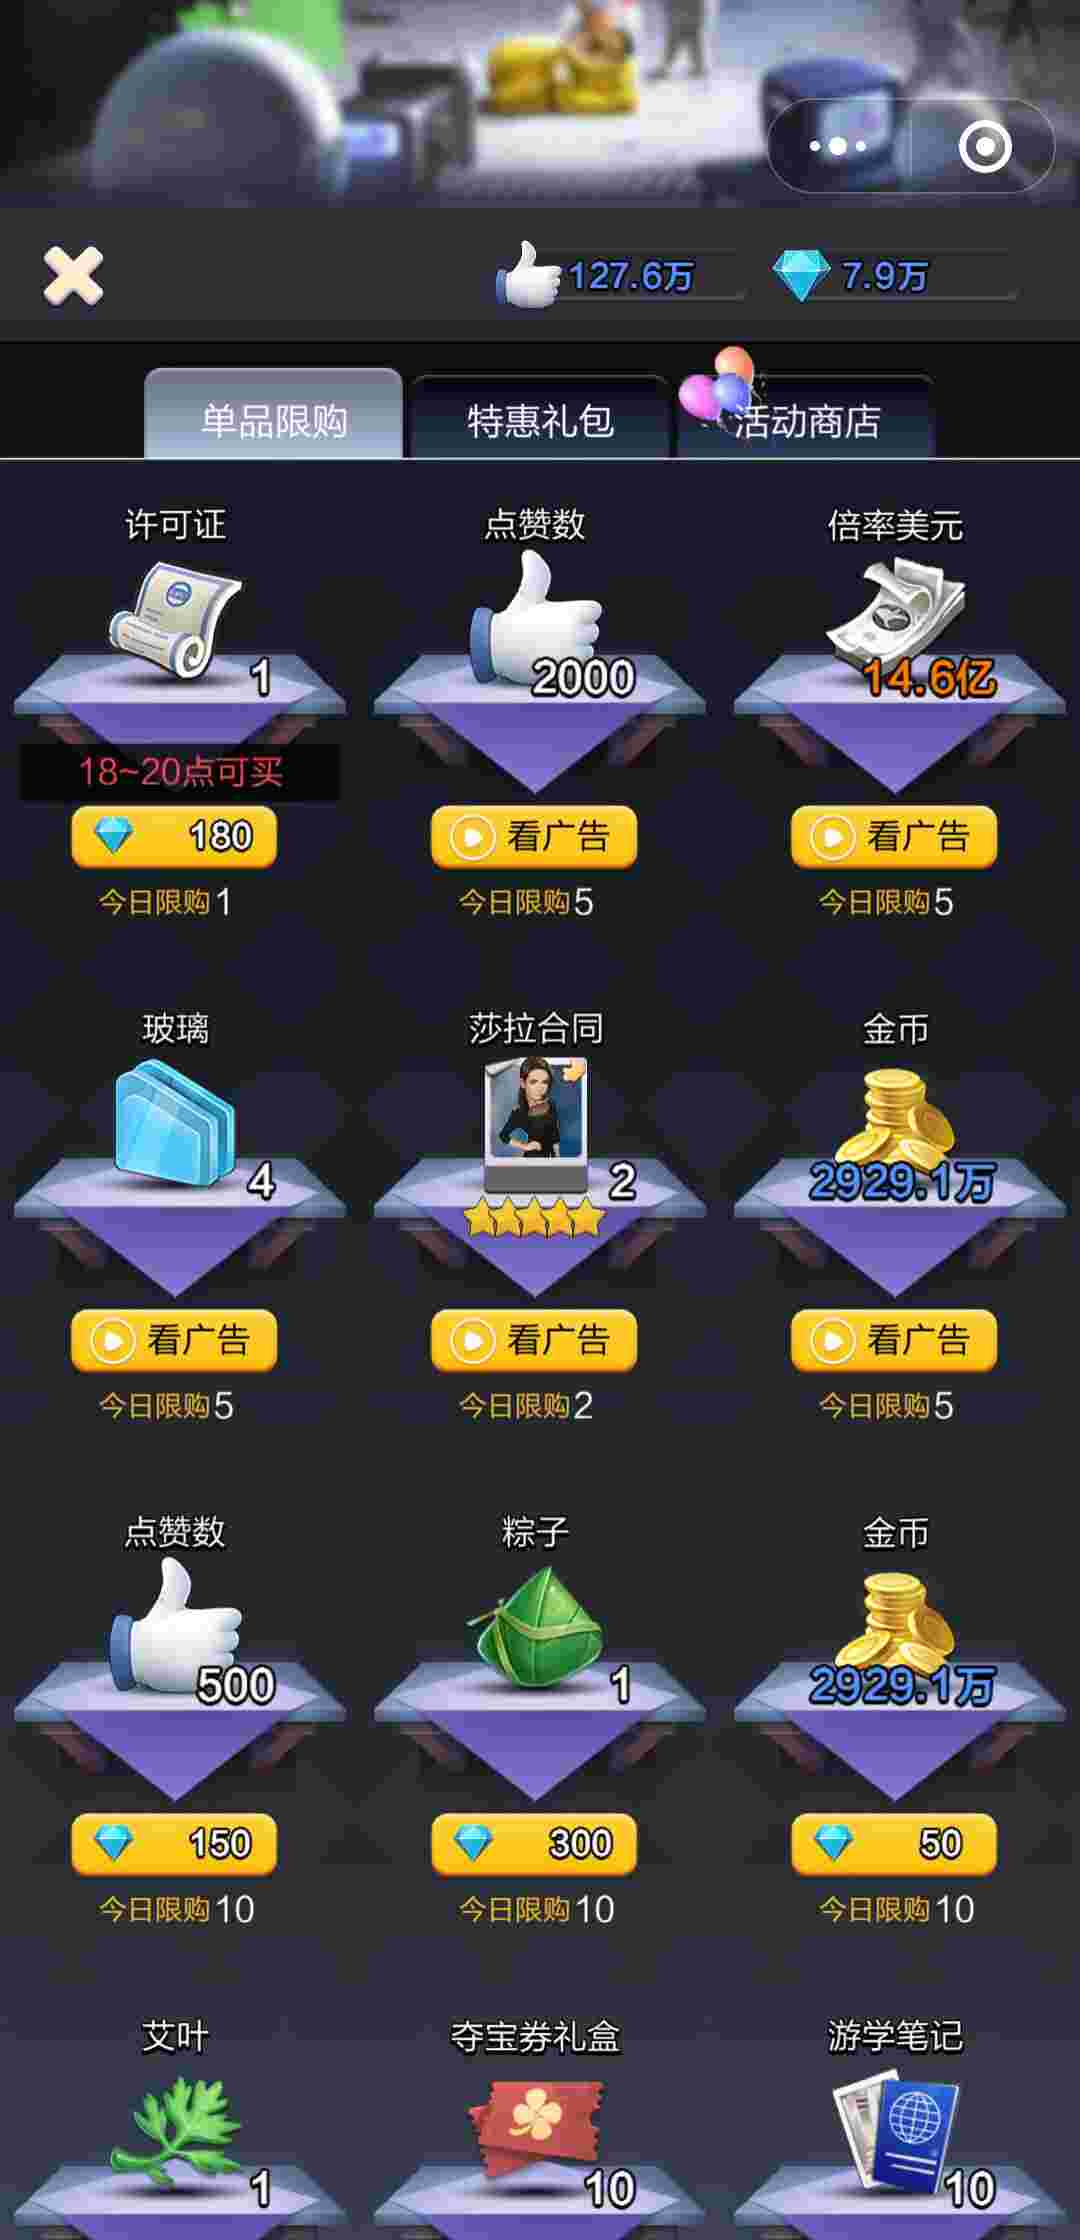 127.6万 7.9万
单品限购 特惠礼包 活动商店
许可证 点赞数 倍率美元
1 2000 14.6亿
18~20点可买
180 看广告 看广告
今日限购1 今日限购5 今日限购5
玻璃 莎拉合同 金币
4 2 2929.1万
看广告 看广告 看广告
今日限购5 今日限购2 今日限购5
点赞数 粽子 金币
500 1 2929.1万
150 300 50
今日限购10 今日限购10 今日限购10
艾叶 夺宝券礼盒 游学笔记
1 10 10